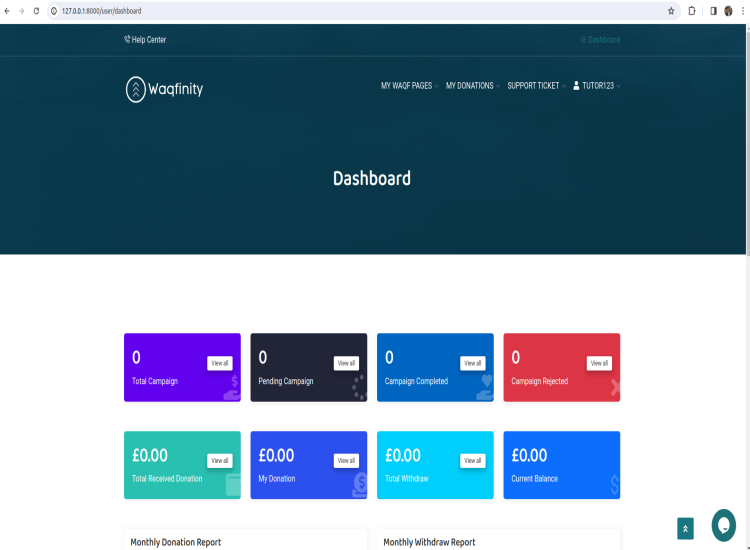 127.0.0.1:8000/user/dashboard
Help Center
Dashboard
Waqfinity
MY WAQF PAGES
MY DONATIONS
SUPPORT TICKET
TUTOR123
Dashboard
0
View all
Total Campaign
0
View all
Pending Campaign
0
View all
Campaign Completed
0
View all
Campaign Rejected
£0.00
View all
Total Received Donation
£0.00
View all
My Donation
£0.00
View all
Total Withdraw
£0.00
Current Balance
Monthly Donation Report
Monthly Withdraw Report